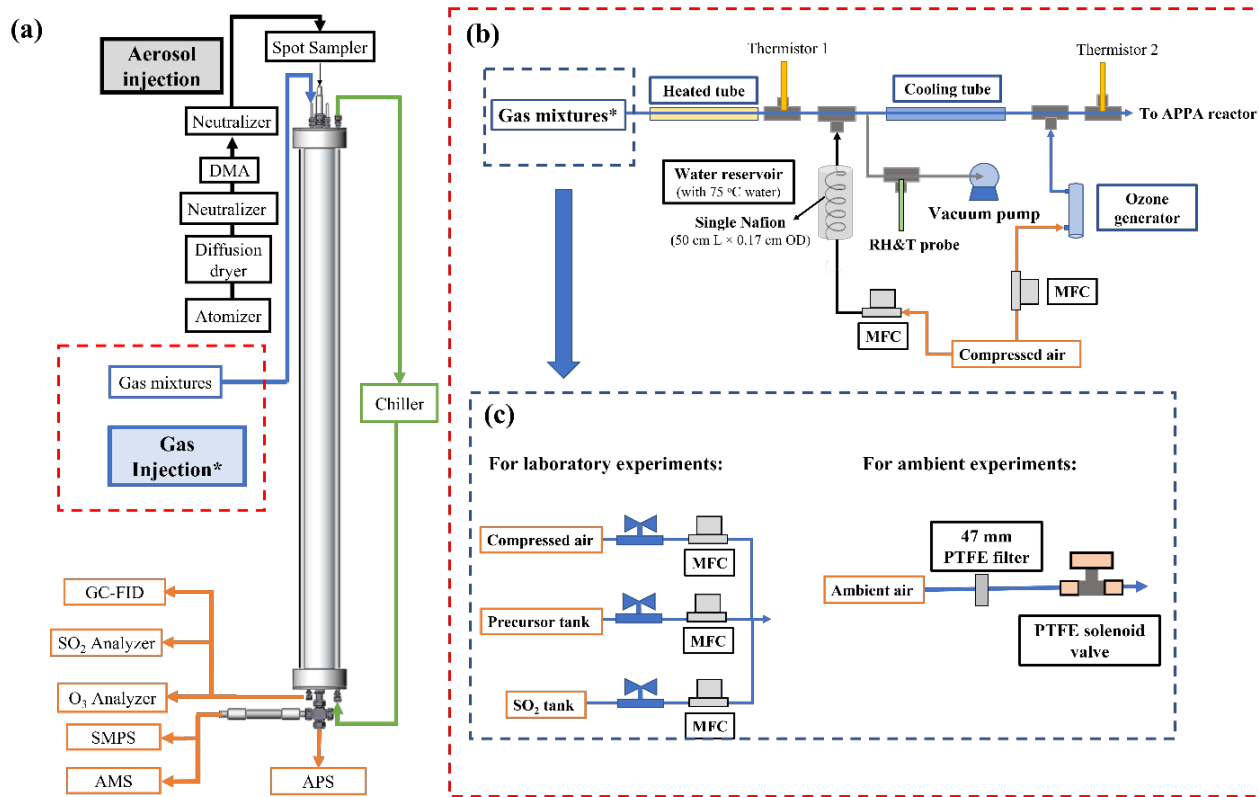 (a)
Aerosol
injection
Spot Sampler
Neutralizer
DMA
Neutralizer
Diffusion
dryer
Atomizer
Gas mixtures
Gas
Injection*
Chiller
GC-FID
SO₂ Analyzer
O₃ Analyzer
SMPS
AMS
APS
(b)
Thermistor 1
Thermistor 2
Gas mixtures*
Heated tube
Cooling tube
To APPA reactor
Water reservoir
(with 75 °C water)
Single Nafion
(50 cm L × 0.17 cm OD)
RH&T probe
Vacuum pump
Ozone
generator
MFC
MFC
Compressed air
(c)
For laboratory experiments:
Compressed air
MFC
Precursor tank
MFC
SO₂ tank
MFC
For ambient experiments:
47 mm
PTFE filter
Ambient air
PTFE solenoid
valve